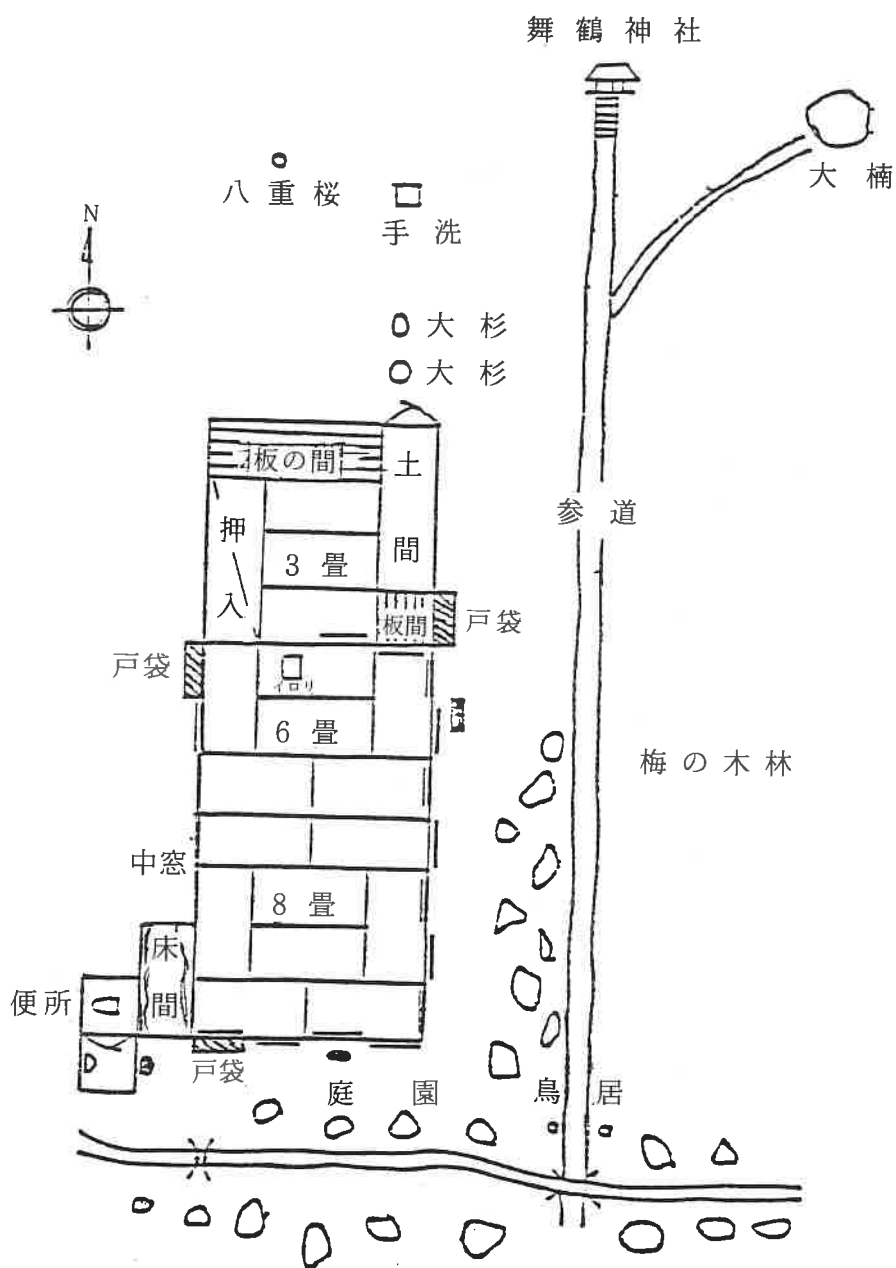 舞鶴神社
大楠
八重桜
手洗
N
大杉
大杉
板の間
土間
押入
3畳
参道
板間
戸袋
戸袋
イロリ
6畳
梅の木林
中窓
8畳
床間
便所
戸袋
庭園
鳥居